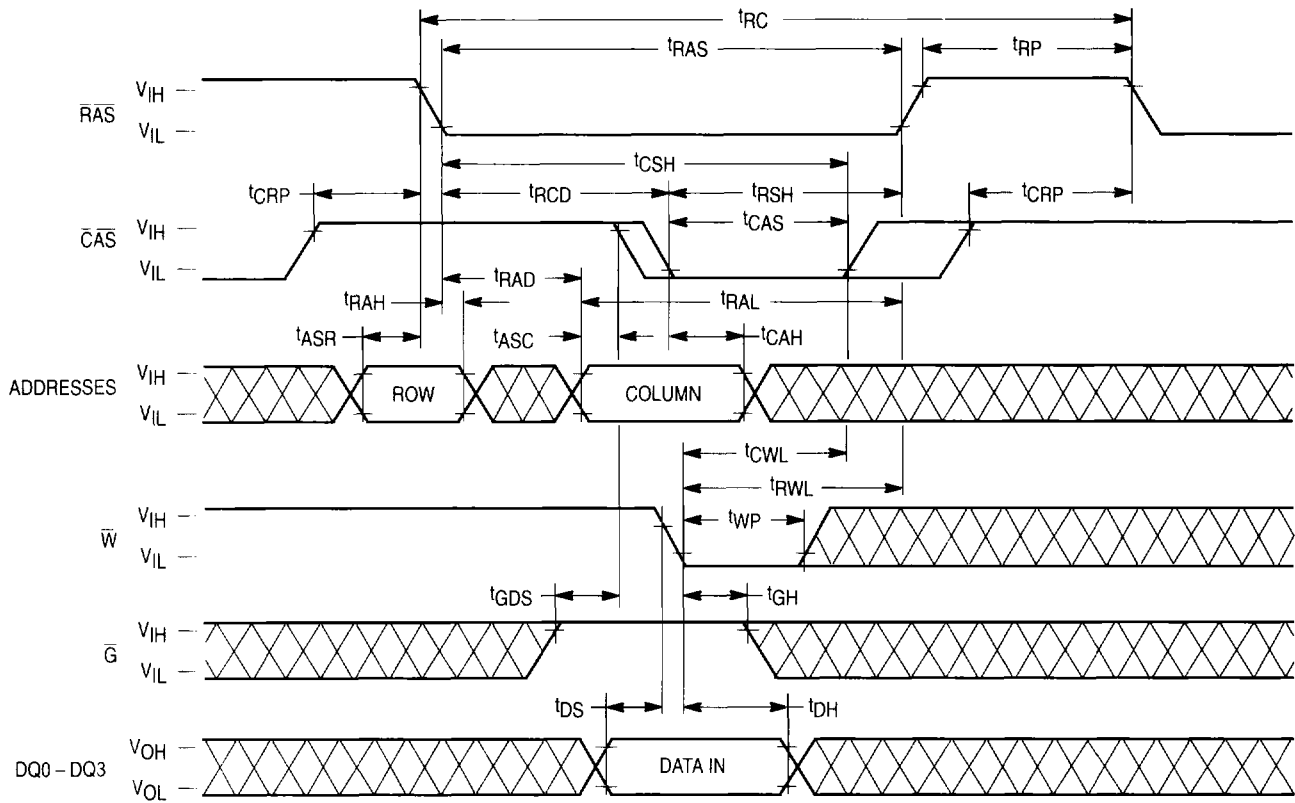 tRC
tRAS
tRP
RAS
VIH
VIL
tCSH
tCRP
tRCD
tRSH
tCRP
tCAS
CAS
VIH
VIL
tRAD
tRAH
tRAL
tASR
tASC
tCAH
ADDRESSES
VIH
VIL
ROW
COLUMN
tCWL
tRWL
tWP
W
VIH
VIL
tGDS
tGH
G
VIH
VIL
tDS
tDH
DQ0 – DQ3
VOH
VOL
DATA IN